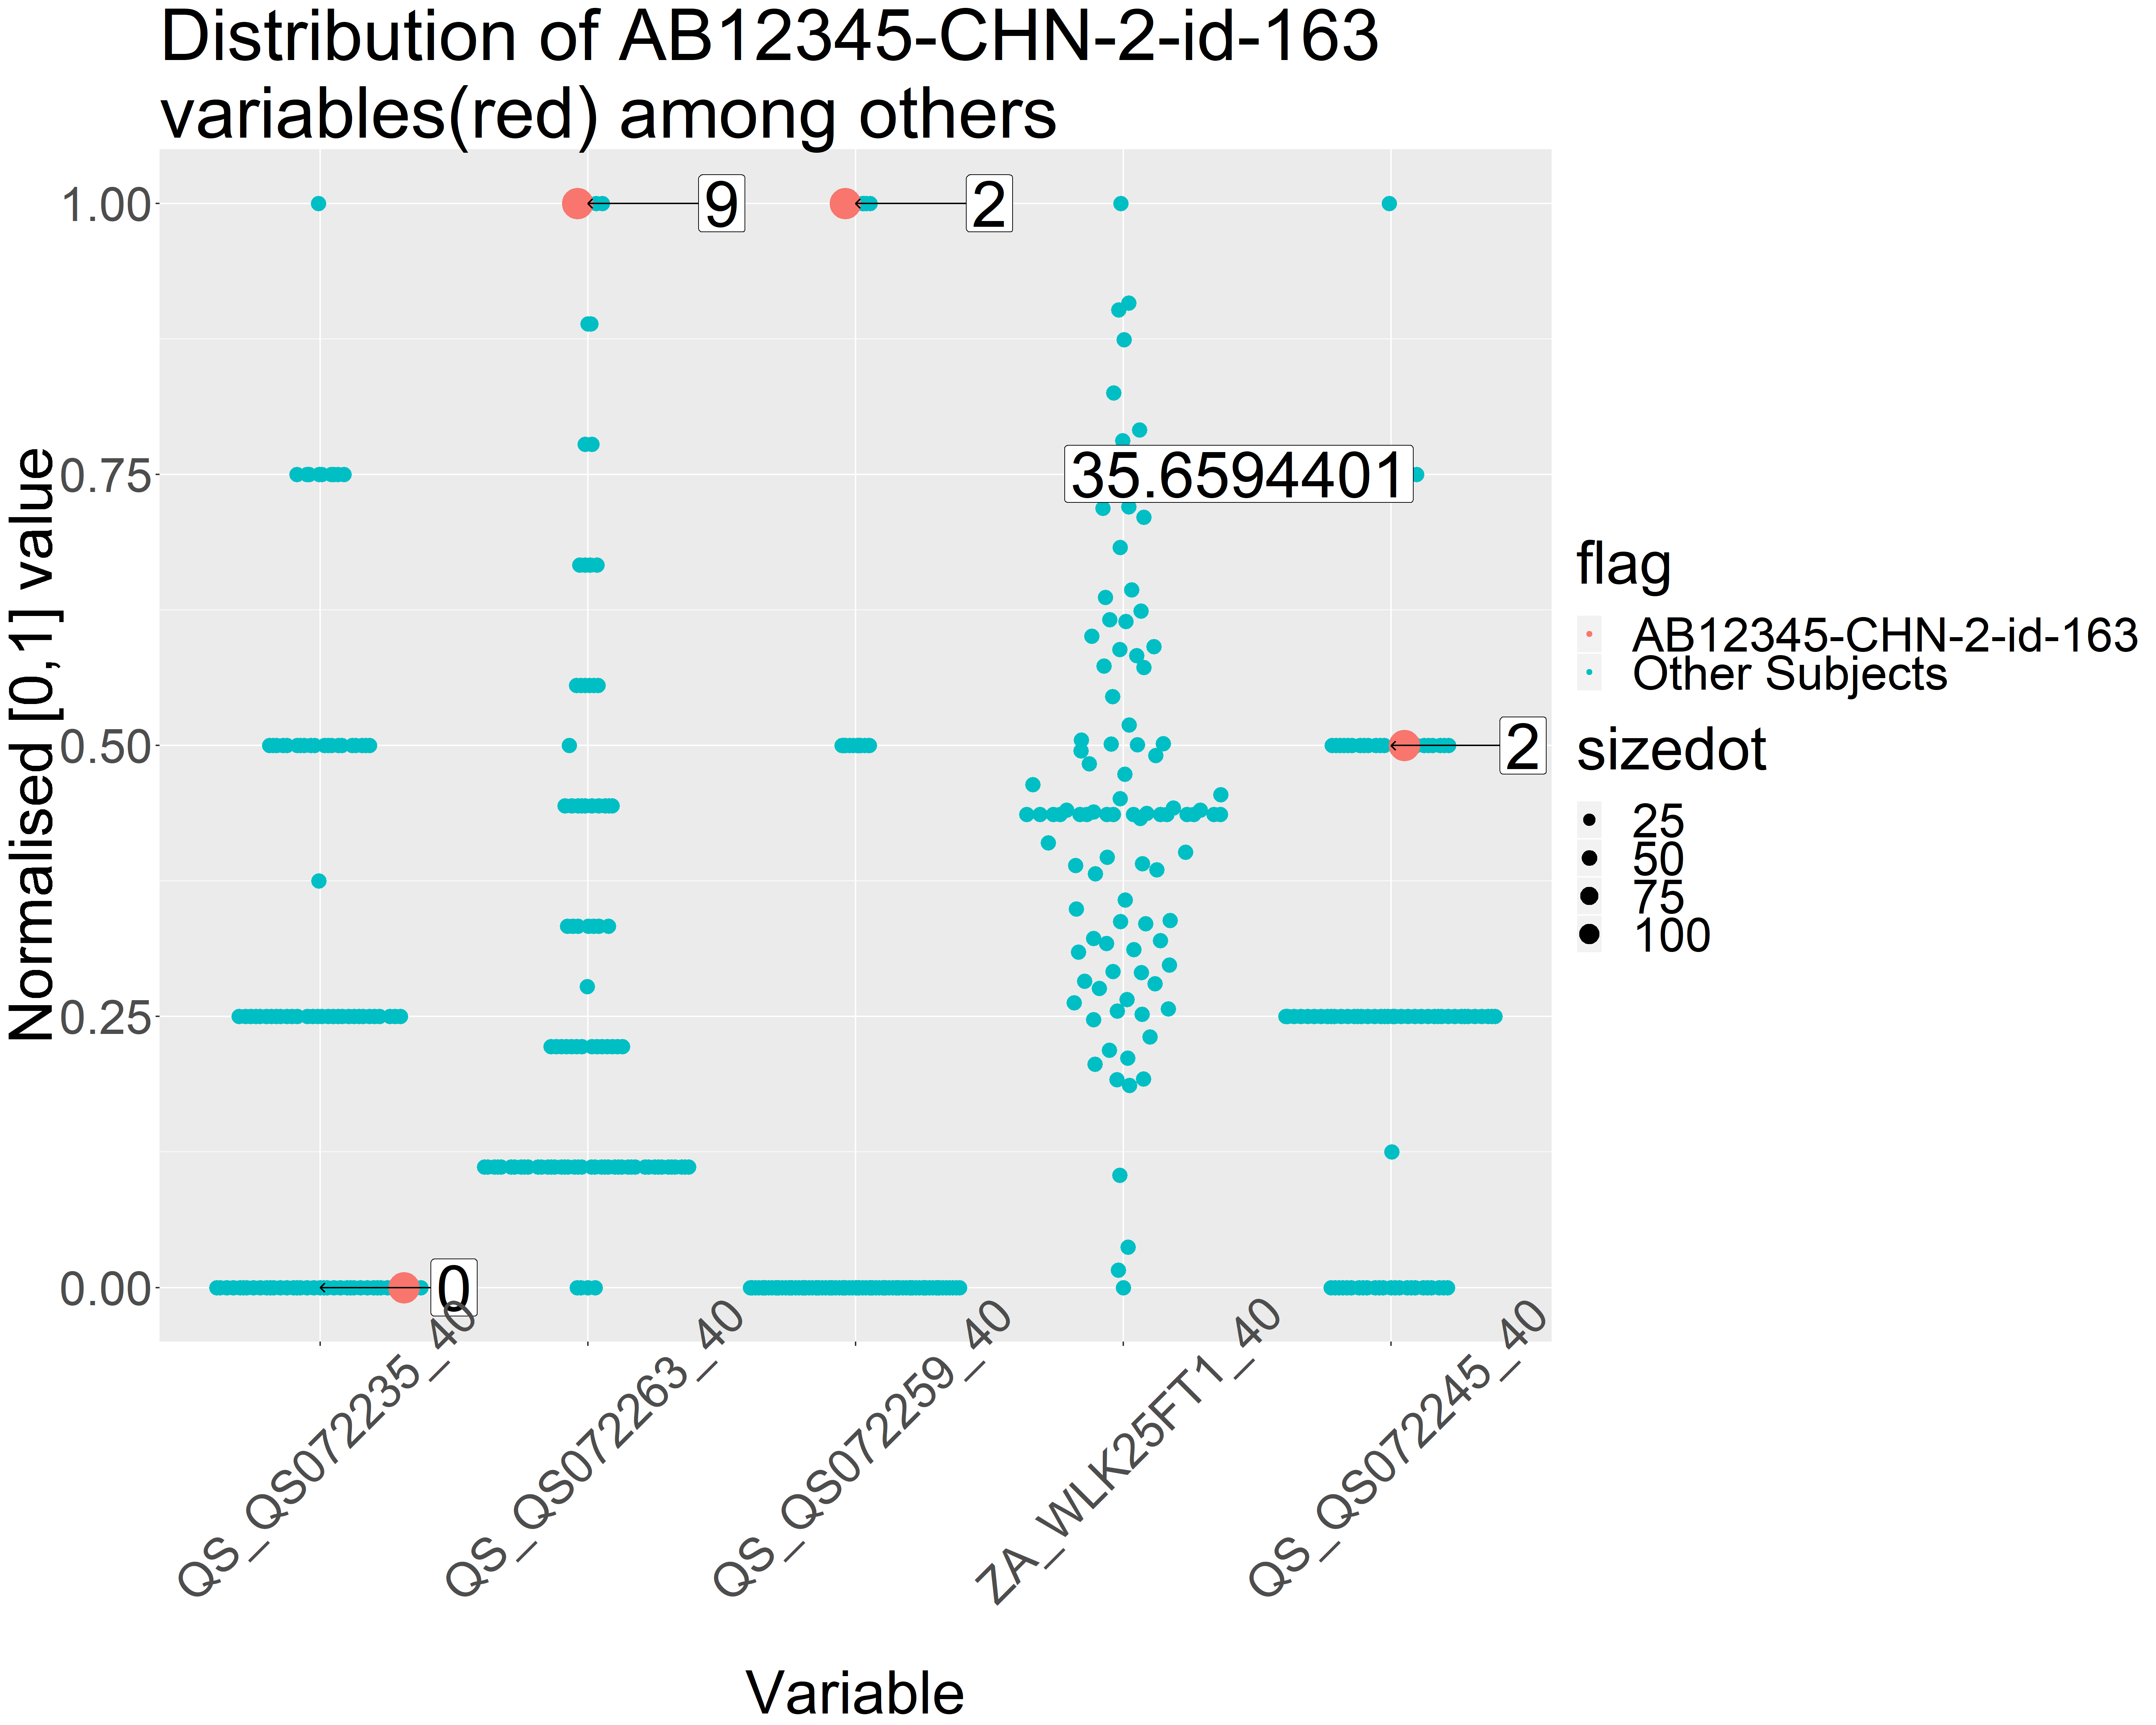 Distribution of AB12345-CHN-2-id-163
variables(red) among others
Normalised [0,1] value
1.00
0.75
0.50
0.25
0.00
9
2
35.6594401
2
0
QS_QS072235_40
QS_QS072263_40
QS_QS072259_40
ZA_WLK25FT1_40
QS_QS072245_40
Variable
flag
AB12345-CHN-2-id-163
Other Subjects
sizedot
25
50
75
100